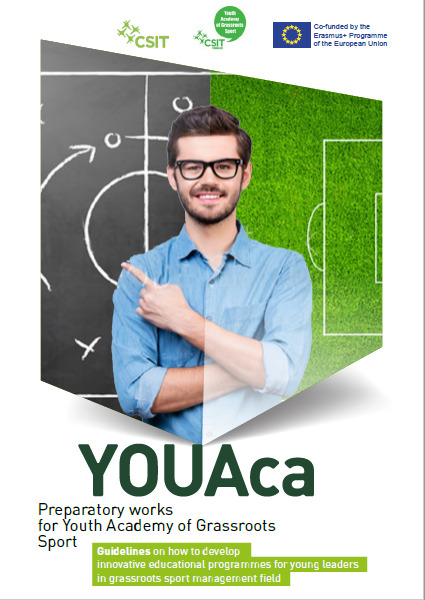 CSIT
Youth
Academy
of Grassroots
Sport
CSIT
Co-funded by the
Erasmus+ Programme
of the European Union
YOUAca
Preparatory works
for Youth Academy of Grassroots
Sport
Guidelines on how to develop
innovative educational programmes for young leaders
in grassroots sport management field